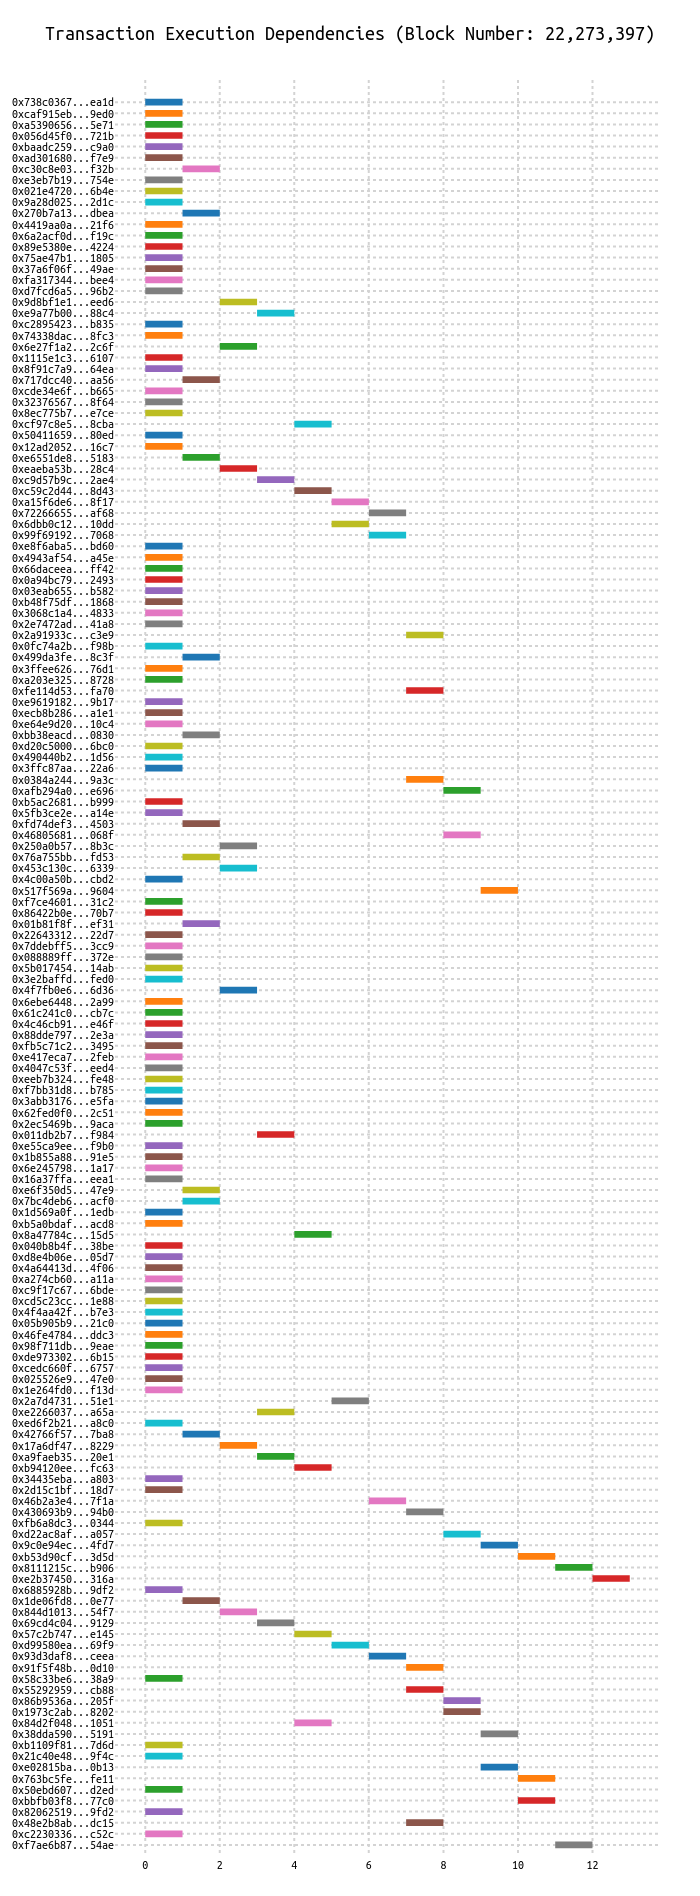 Transaction Execution Dependencies (Block Number: 22,273,397)
0x738c0367...ea1d
0xcaf915eb...9ed0
0xa5390656...5e71
0x056d45f0...721b
0xbaadc259...c9a0
0xad301680...f7e9
0xc30c8e03...f32b
0xe3eb7b19...754e
0x021e4720...6b4e
0x9a28d025...2d1c
0x270b7a13...dbea
0x4419aa0a...21f6
0x6a2acf0d...f19c
0x89e5380e...4224
0x75ae47b1...1805
0x37a6f06f...49ae
0xfa317344...bee4
0xd7fcd6a5...96b2
0x9d8bf1e1...eed6
0xe9a77b00...88c4
0xc2895423...b835
0x74338dac...8fc3
0x6e27f1a2...2c6f
0x1115e1c3...6107
0x8f91c7a9...64ea
0x717dcc40...aa56
0xcde34e6f...b665
0x32376567...8f64
0x8ec775b7...e7ce
0xcf97c8e5...8cba
0x50411659...80ed
0x12ad2052...16c7
0xe6551de8...5183
0xeaeba53b...28c4
0xc9d57b9c...2ae4
0xc59c2d44...8d43
0xa15f6de6...8f17
0x72266655...af68
0x6dbb0c12...10dd
0x99f69192...7068
0xe8f6aba5...bd60
0x4943af54...a45e
0x66daceea...ff42
0x0a94bc79...2493
0x03eab655...b582
0xb48f75df...1868
0x3068c1a4...4833
0x2e7472ad...41a8
0x2a91933c...c3e9
0x0fc74a2b...f98b
0x499da3fe...8c3f
0x3ffee626...76d1
0xa203e325...8728
0xfe114d53...fa70
0xe9619182...9b17
0xecb8b286...a1e1
0xe64e9d20...10c4
0xbb38eacd...0830
0xd20c5000...6bc0
0x490440b2...1d56
0x3ffc87aa...22a6
0x0384a244...9a3c
0xafb294a0...e696
0xb5ac2681...b999
0x5fb3ce2e...a14e
0xfd74def3...4503
0x46805681...068f
0x250a0b57...8b3c
0x76a755bb...fd53
0x453c130c...6339
0x4c00a50b...cbd2
0x517f569a...9604
0xf7ce4601...31c2
0x86422b0e...70b7
0x01b81f8f...ef31
0x22643312...22d7
0x7ddebff5...3cc9
0x088889ff...372e
0x5b017454...14ab
0x3e2baffd...fed0
0x4f7fb0e6...6d36
0x6ebe6448...2a99
0x61c241c0...cb7c
0x4c46cb91...e46f
0x88dde797...2e3a
0xfb5c71c2...3495
0xe417eca7...2feb
0x4047c53f...eed4
0xeeb7b324...fe48
0xf7bb31d8...b785
0x3abb3176...e5fa
0x62fed0f0...2c51
0x2ec5469b...9aca
0x011db2b7...f984
0xe55ca9ee...f9b0
0x1b855a88...91e5
0x6e245798...1a17
0x16a37ffa...eea1
0xe6f350d5...47e9
0x7bc4deb6...acf0
0x1d569a0f...1edb
0xb5a0bdaf...acd8
0x8a47784c...15d5
0x040b8b4f...38be
0xd8e4b06e...05d7
0x4a64413d...4f06
0xa274cb60...a11a
0xc9f17c67...6bde
0xcd5c23cc...1e88
0x4f4aa42f...b7e3
0x05b905b9...21c0
0x46fe4784...ddc3
0x98f711db...9eae
0xde973302...6b15
0xcedc660f...6757
0x025526e9...47e0
0x1e264fd0...f13d
0x2a7d4731...51e1
0xe2266037...a65a
0xed6f2b21...a8c0
0x42766f57...7ba8
0x17a6df47...8229
0xa9faeb35...20e1
0xb94120ee...fc63
0x34435eba...a803
0x2d15c1bf...18d7
0x46b2a3e4...7f1a
0x430693b9...94b0
0xfb6a8dc3...0344
0xd22ac8af...a057
0x9c0e94ec...4fd7
0xb53d90cf...3d5d
0x8111215c...b906
0xe2b37450...316a
0x6885928b...9df2
0x1de06fd8...0e77
0x844d1013...54f7
0x69cd4c04...9129
0x57c2b747...e145
0xd99580ea...69f9
0x93d3daf8...ceea
0x91f5f48b...0d10
0x58c33be6...38a9
0x55292959...cb88
0x86b9536a...205f
0x1973c2ab...8202
0x84d2f048...1051
0x38dda590...5191
0xb1109f81...7d6d
0x21c40e48...9f4c
0xe02815ba...0b13
0x763bc5fe...fe11
0x50ebd607...d2ed
0xbbfb03f8...77c0
0x82062519...9fd2
0x48e2b8ab...dc15
0xc2230336...c52c
0xf7ae6b87...54ae
0 2 4 6 8 10 12